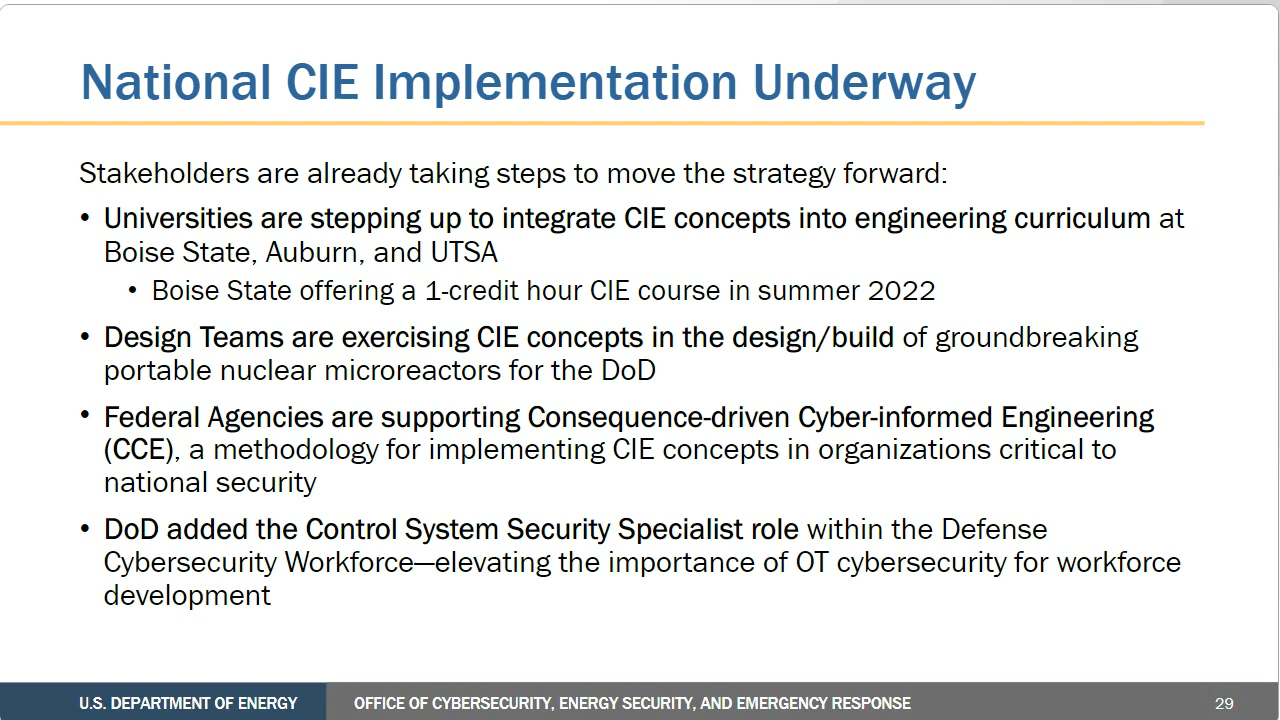 National CIE Implementation Underway
Stakeholders are already taking steps to move the strategy forward:
• Universities are stepping up to integrate CIE concepts into engineering curriculum at
Boise State, Auburn, and UTSA
• Boise State offering a 1-credit hour CIE course in summer 2022
• Design Teams are exercising CIE concepts in the design/build of groundbreaking
portable nuclear microreactors for the DoD
• Federal Agencies are supporting Consequence-driven Cyber-informed Engineering
(CCE), a methodology for implementing CIE concepts in organizations critical to
national security
• DoD added the Control System Security Specialist role within the Defense
Cybersecurity Workforce—elevating the importance of OT cybersecurity for workforce
development
U.S. DEPARTMENT OF ENERGY OFFICE OF CYBERSECURITY, ENERGY SECURITY, AND EMERGENCY RESPONSE 29